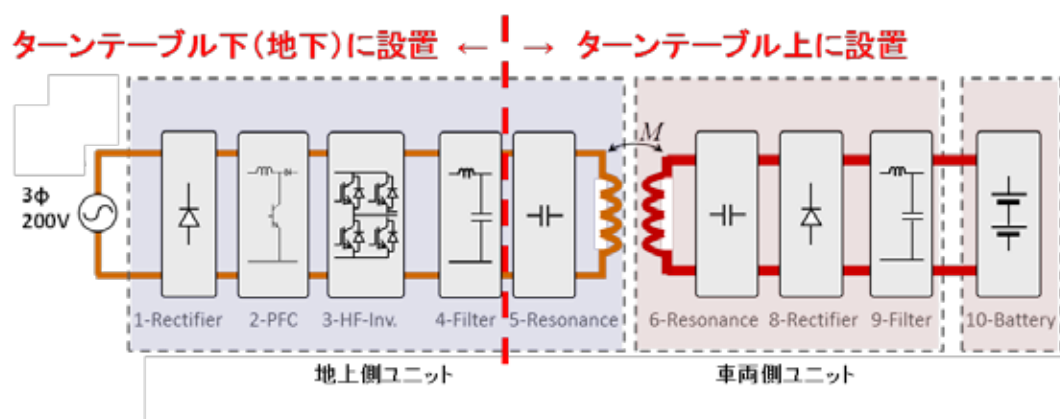 ターンテーブル下(地下)に設置 ← → ターンテーブル上に設置
M
3Φ
200V
1-Rectifier 2-PFC 3-HF-Inv. 4-Filter 5-Resonance 6-Resonance 8-Rectifier 9-Filter 10-Battery
地上側ユニット 車両側ユニット